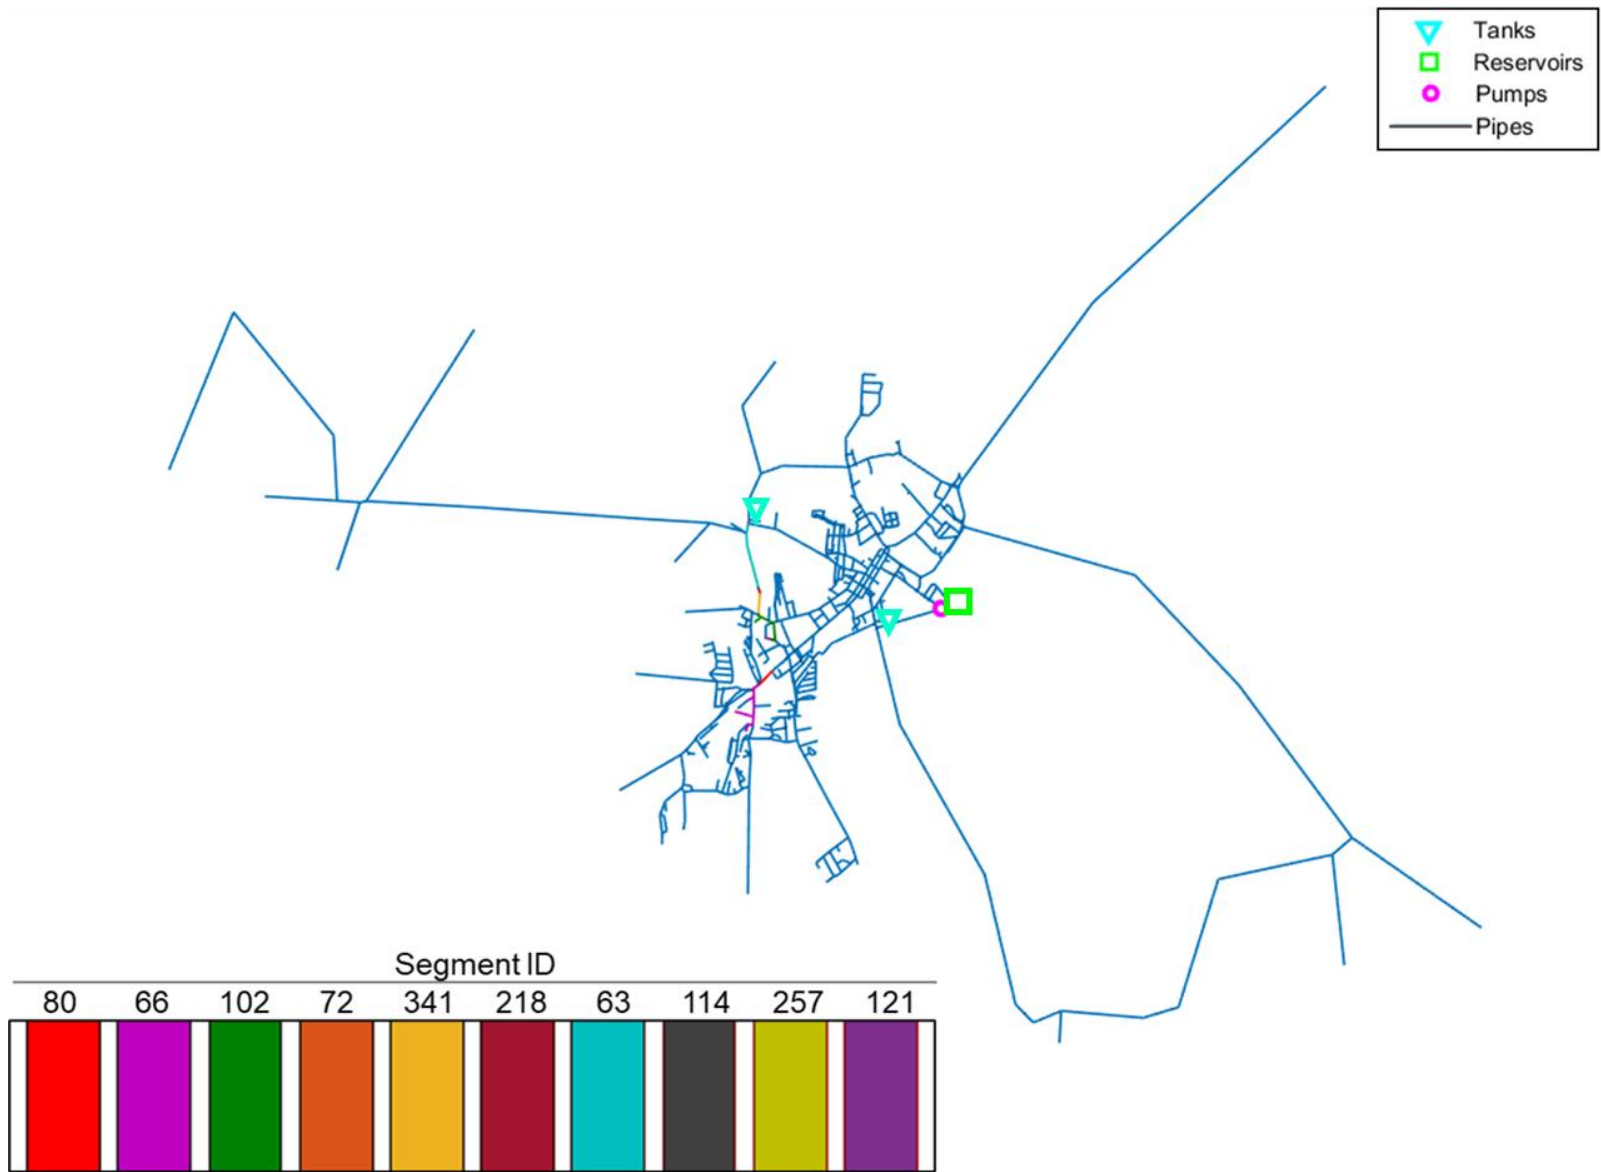 Tanks
Reservoirs
Pumps
Pipes
Segment ID
80 66 102 72 341 218 63 114 257 121